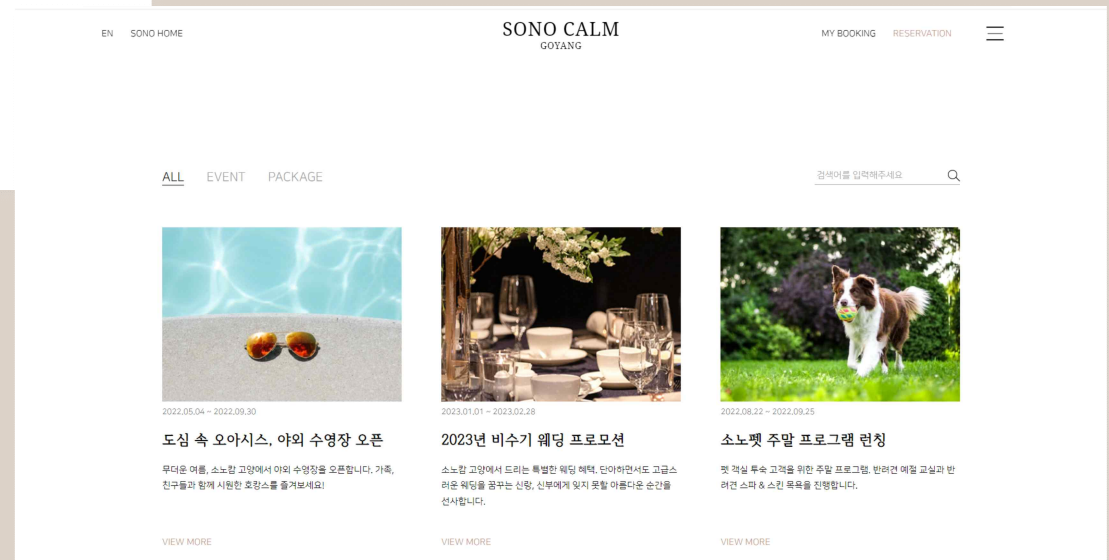 EN SONO HOME
SONO CALM
GOYANG
MY BOOKING RESERVATION
ALL EVENT PACKAGE
검색어를 입력해주세요
2022.05.04 ~ 2022.09.30
도심 속 오아시스, 야외 수영장 오픈
무더운 여름, 소노캄 고양에서 야외 수영장을 오픈합니다. 가족,
친구들과 함께 시원한 호캉스를 즐겨보세요!
VIEW MORE
2023.01.01 ~ 2023.02.28
2023년 비수기 웨딩 프로모션
소노캄 고양에서 드리는 특별한 웨딩 혜택. 단아하면서도 고급스
러운 웨딩을 꿈꾸는 신랑, 신부에게 잊지 못할 아름다운 순간을
선사합니다.
VIEW MORE
2022.08.22 ~ 2022.09.25
소노펫 주말 프로그램 런칭
펫 객실 투숙 고객을 위한 주말 프로그램. 반려견 예절 교실과 반
려견 스파 & 스킨 목욕을 진행합니다.
VIEW MORE